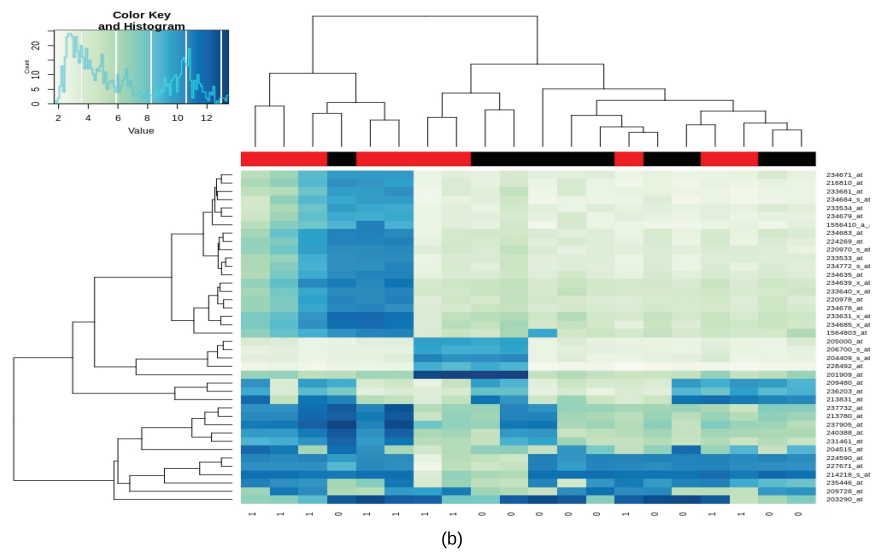 Color Key
and Histogram
Count
0 5 10 20
2 4 6 8 10 12
Value
234671_at
216810_at
233681_at
234684_s_at
233534_at
234679_at
1556410_a_
234683_at
224269_at
220970_s_at
233533_at
234772_s_at
234635_at
234639_x_at
233640_x_at
220978_at
234678_at
233631_x_at
234685_x_at
1564803_at
205000_at
206700_s_at
204409_s_at
228492_at
201909_at
209480_at
236203_at
213831_at
237732_at
213780_at
237905_at
240388_at
231461_at
204515_at
224590_at
227671_at
214218_s_at
235446_at
209728_at
203290_at
1 1 1 0 1 1 1 1 0 0 0 0 0 1 0 0 1 1 0 0
(b)